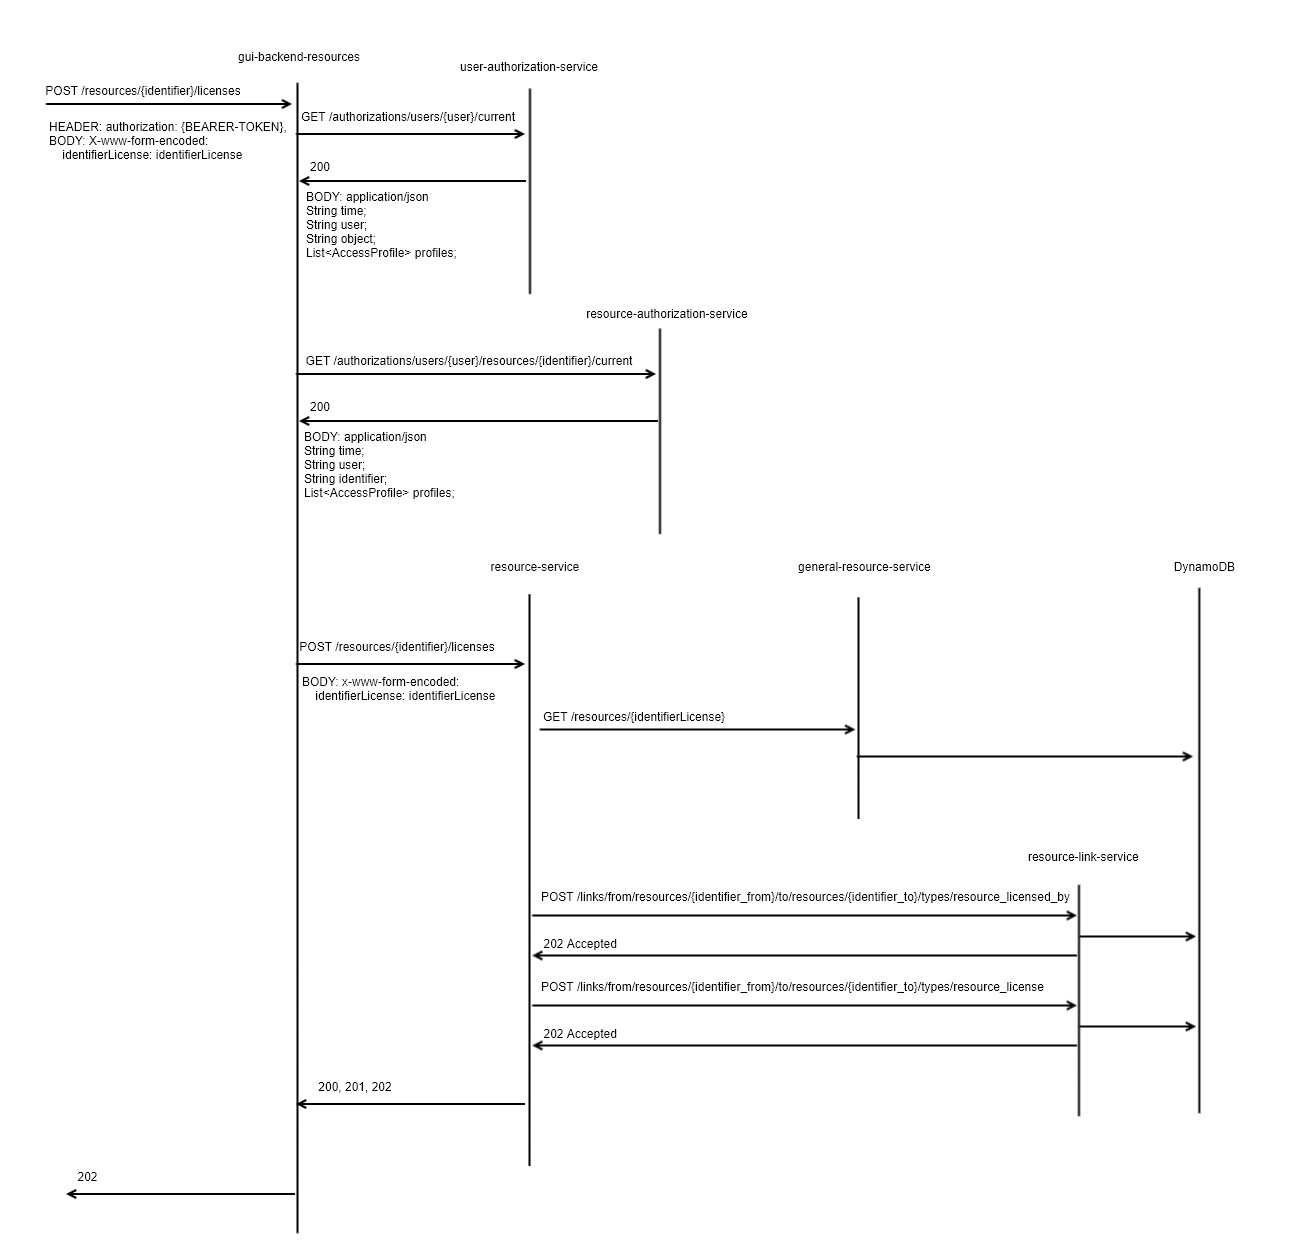 gui-backend-resources
user-authorization-service
POST /resources/{identifier}/licenses
HEADER: authorization: {BEARER-TOKEN},
BODY: X-www-form-encoded:
identifierLicense: identifierLicense
GET /authorizations/users/{user}/current
200
BODY: application/json
String time;
String user;
String object;
List<AccessProfile> profiles;
resource-authorization-service
GET /authorizations/users/{user}/resources/{identifier}/current
200
BODY: application/json
String time;
String user;
String identifier;
List<AccessProfile> profiles;
resource-service
general-resource-service
DynamoDB
POST /resources/{identifier}/licenses
BODY: x-www-form-encoded:
identifierLicense: identifierLicense
GET /resources/{identifierLicense}
resource-link-service
POST /links/from/resources/{identifier_from}/to/resources/{identifier_to}/types/resource_licensed_by
202 Accepted
POST /links/from/resources/{identifier_from}/to/resources/{identifier_to}/types/resource_license
202 Accepted
200, 201, 202
202